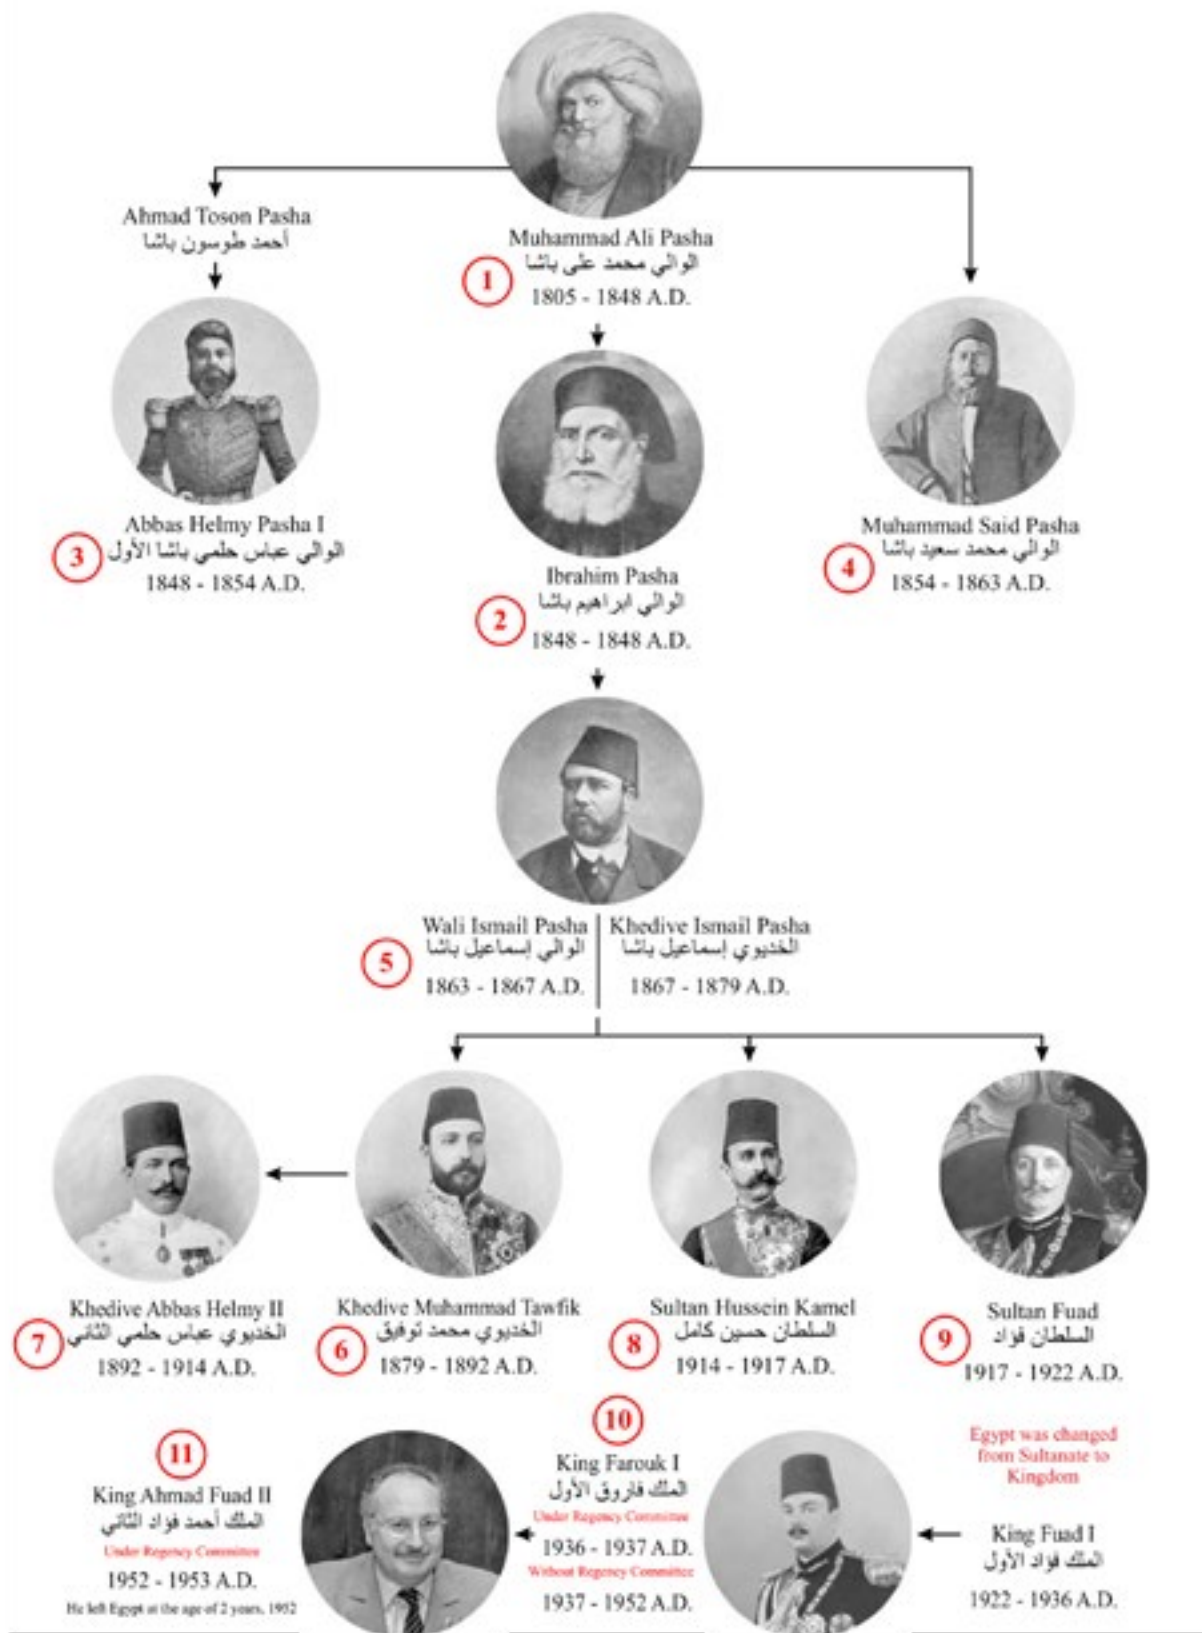 Ahmad Toson Pasha
أحمد طوسون باشا
Muhammad Ali Pasha
الوالي محمد على باشا
1
1805 - 1848 A.D.
Abbas Helmy Pasha I
3
الوالي عباس حلمي باشا الأول
1848 - 1854 A.D.
Ibrahim Pasha
الوالي ابراهيم باشا
2
1848 - 1848 A.D.
Muhammad Said Pasha
الوالي محمد سعيد باشا
4
1854 - 1863 A.D.
Wali Ismail Pasha
الوالي إسماعيل باشا
5
1863 - 1867 A.D.
Khedive Ismail Pasha
الخديوي إسماعيل باشا
1867 - 1879 A.D.
Khedive Abbas Helmy II
7
الخديوي عباس حلمي الثاني
1892 - 1914 A.D.
Khedive Muhammad Tawfik
6
الخديوي محمد توفيق
1879 - 1892 A.D.
Sultan Hussein Kamel
8
السلطان حسين كامل
1914 - 1917 A.D.
Sultan Fuad
9
السلطان فواد
1917 - 1922 A.D.
Egypt was changed
from Sultanate to
Kingdom
King Fuad I
الملك فؤاد الأول
1922 - 1936 A.D.
10
King Farouk I
الملك فاروق الأول
Under Regency Committee
1936 - 1937 A.D.
Without Regency Committee
1937 - 1952 A.D.
11
King Ahmad Fuad II
الملك أحمد فواد الثاني
Under Regency Committee
1952 - 1953 A.D.
He left Egypt at the age of 2 years, 1952